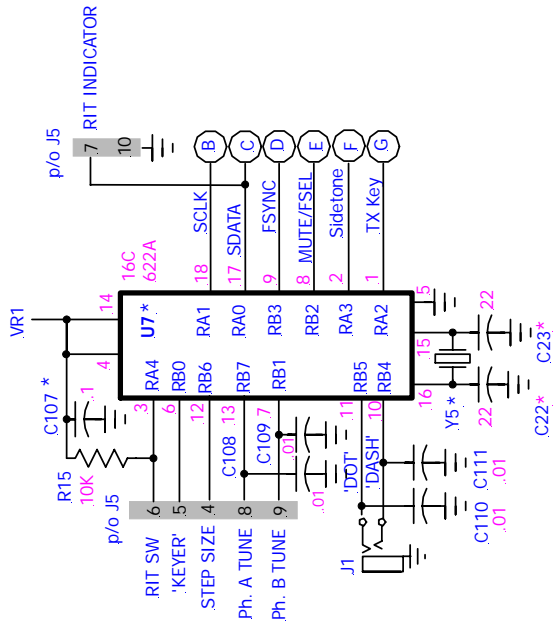 p/o J5
RIT INDICATOR
7
10
VR1
14
4
16C
622A
U7 *
C107 *
.1
R15
10K
p/o J5
RIT SW
6
3
RA4
'KEYER'
5
6
RB0
STEP SIZE
4
12
RB6
Ph. A TUNE
8
13
RB7
Ph. B TUNE
9
7
RB1
C108
.01
C109
.01
RA1
18
SCLK
B
RA0
17
SDATA
C
RB3
9
FSYNC
D
RB2
8
MUTE/FSEL
E
RA3
2
Sidetone
F
RA2
1
TX Key
G
'DOT'
11
RB5
'DASH'
10
RB4
J1
C110
.01
C111
.01
16
15
5
Y5 *
22
C22*
22
C23*